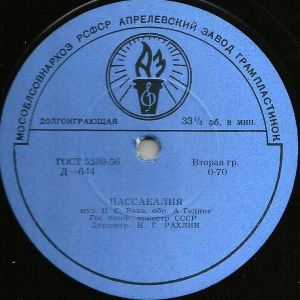 МОСОБЛСОВНАРХОЗ РСФСР АПРЕЛЕВСКИЙ ЗАВОД ГРАМПЛАСТИНОК
АЗ
ДОЛГОИГРАЮЩАЯ 33⅓ об. в мин.
ГОСТ 5289-56 Вторая гр.
Д—644 0-70
ПАССАКАЛИЯ
муз. И. С. Баха, обр. А Гедике
Гос симф. оркестр СССР
Дирижер: Н. Г. РАХЛИН